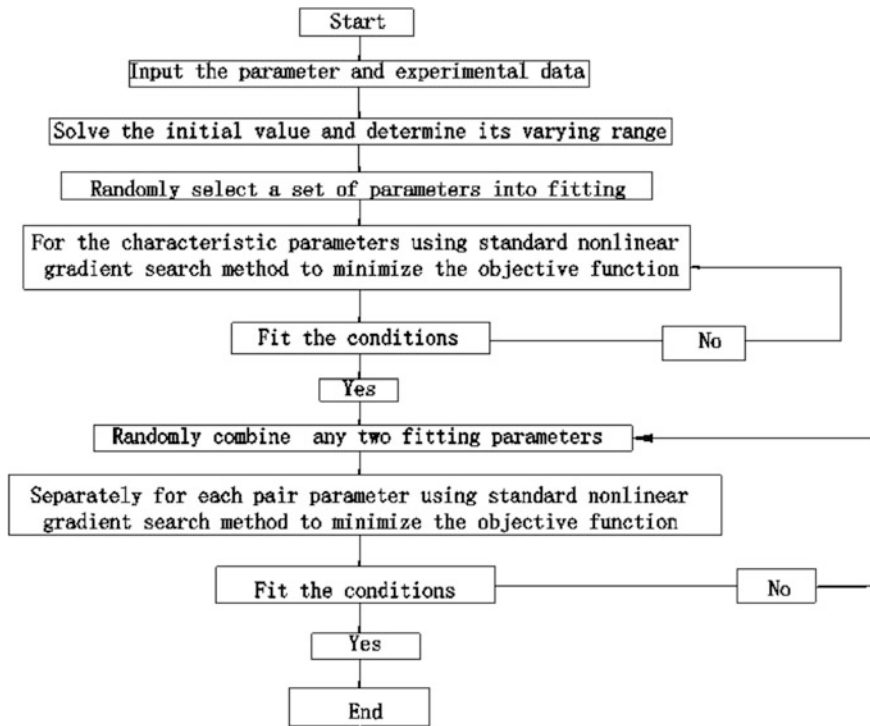 Start
Input the parameter and experimental data
Solve the initial value and determine its varying range
Randomly select a set of parameters into fitting
For the characteristic parameters using standard nonlinear
gradient search method to minimize the objective function
Fit the conditions
No
Yes
Randomly combine any two fitting parameters
Separately for each pair parameter using standard nonlinear
gradient search method to minimize the objective function
Fit the conditions
No
Yes
End